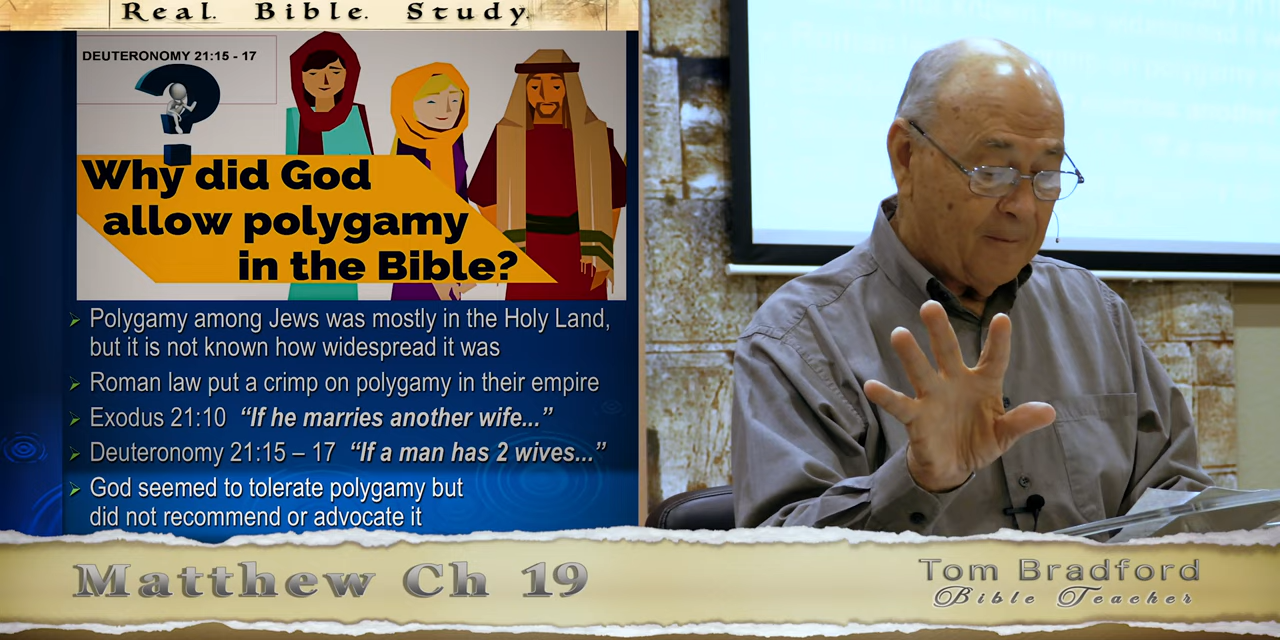 Real. Bible. Study.
DEUTERONOMY 21:15 - 17
Why did God
allow polygamy
in the Bible?
Polygamy among Jews was mostly in the Holy Land,
but it is not known how widespread it was
Roman law put a crimp on polygamy in their empire
Exodus 21:10 “If he marries another wife...”
Deuteronomy 21:15 – 17 “If a man has 2 wives...”
God seemed to tolerate polygamy but
did not recommend or advocate it
Matthew Ch 19
Tom Bradford
Bible Teacher